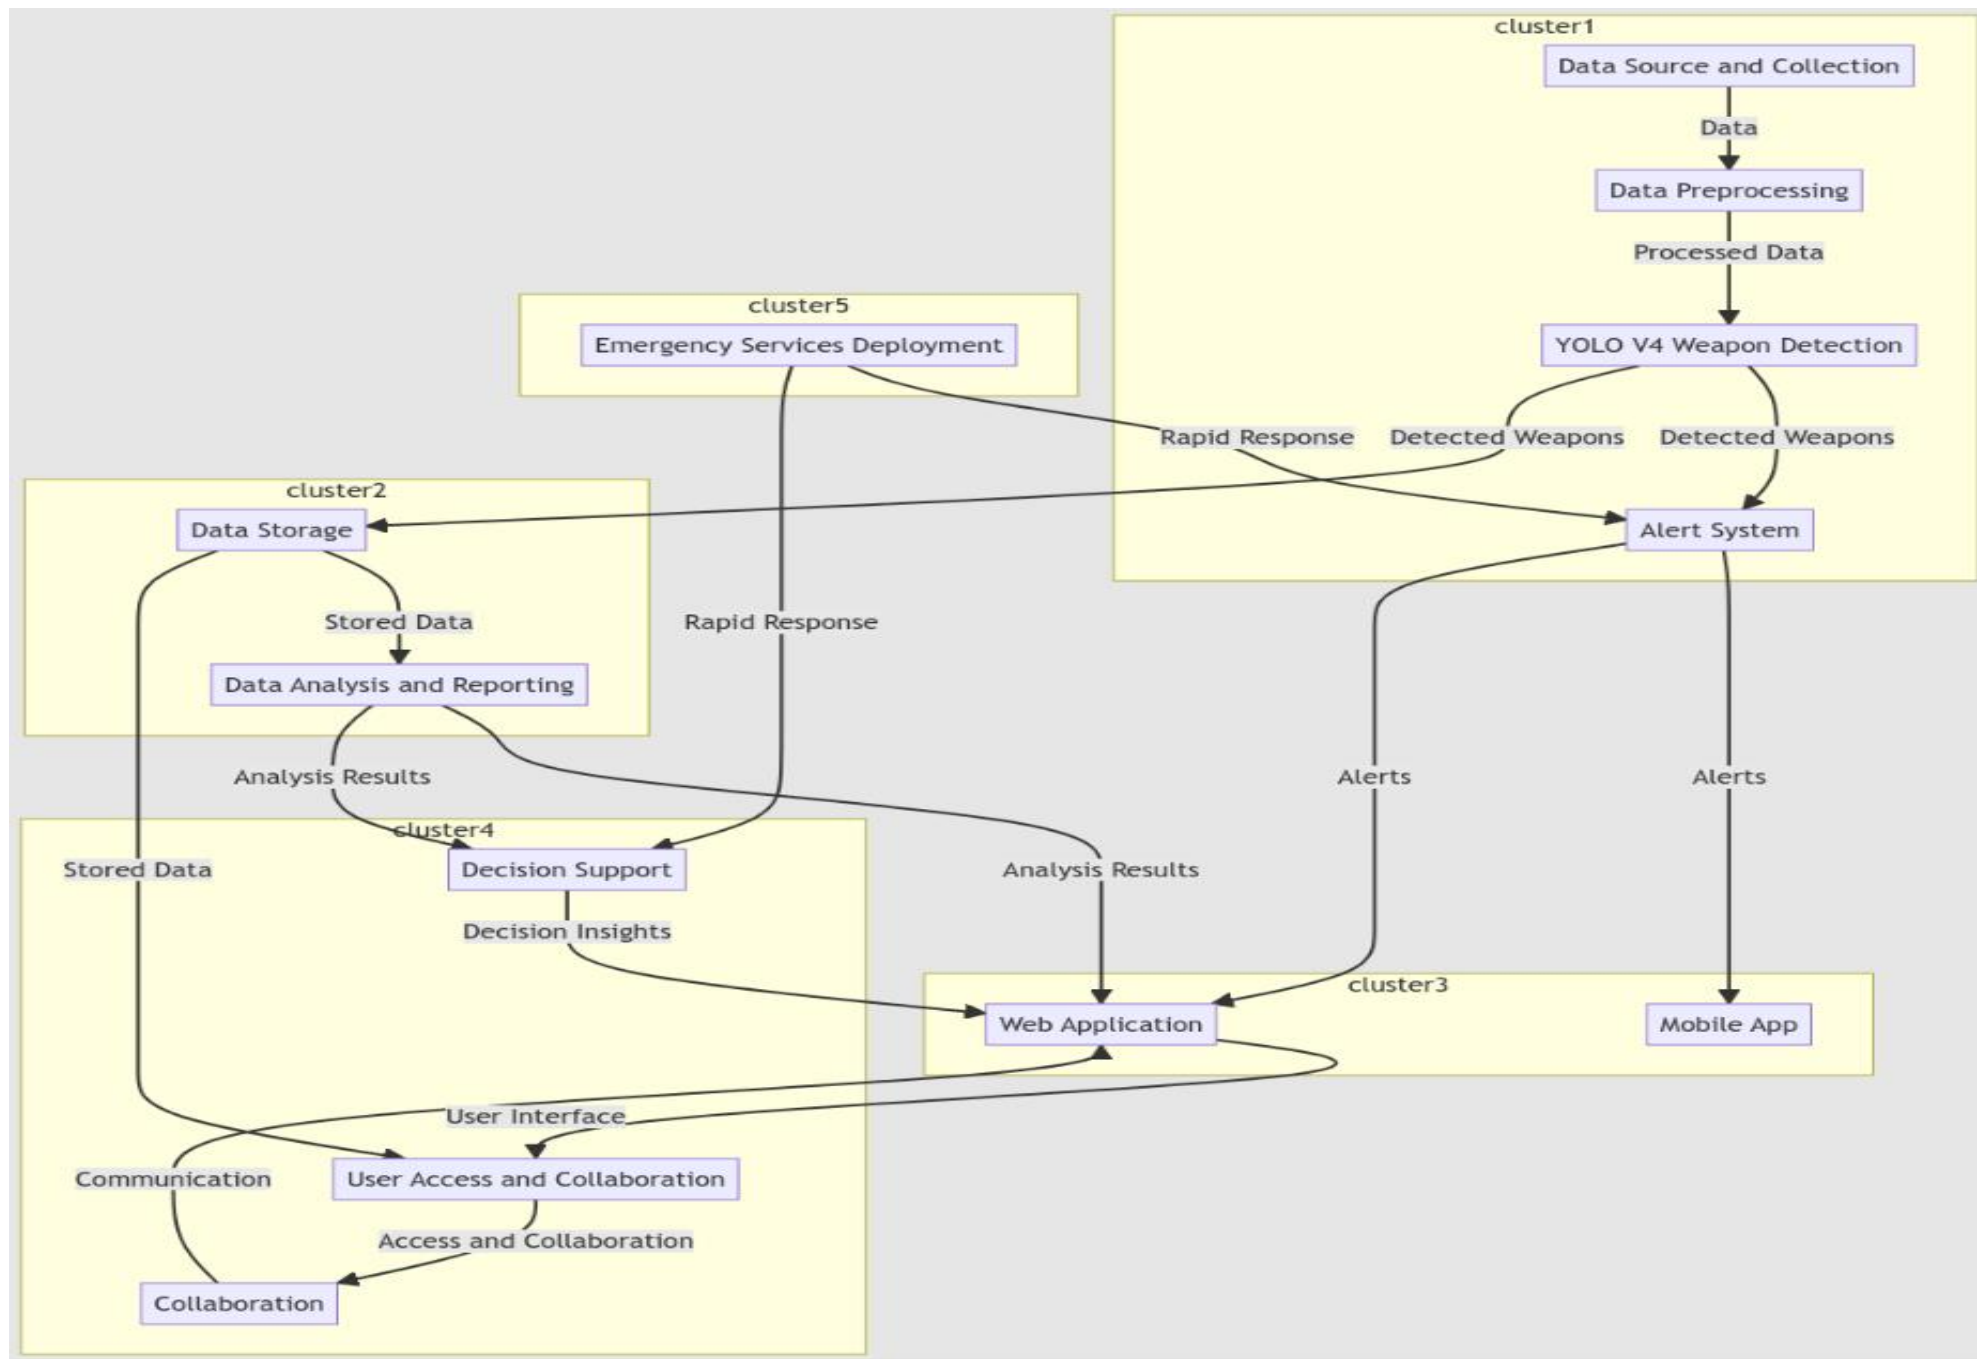 cluster1
Data Source and Collection
Data
Data Preprocessing
Processed Data
cluster5
Emergency Services Deployment
YOLO V4 Weapon Detection
Rapid Response
Detected Weapons
Detected Weapons
cluster2
Data Storage
Alert System
Stored Data
Rapid Response
Data Analysis and Reporting
Analysis Results
Alerts
Alerts
cluster4
Stored Data
Decision Support
Analysis Results
Decision Insights
cluster3
Web Application
Mobile App
User Interface
Communication
User Access and Collaboration
Access and Collaboration
Collaboration